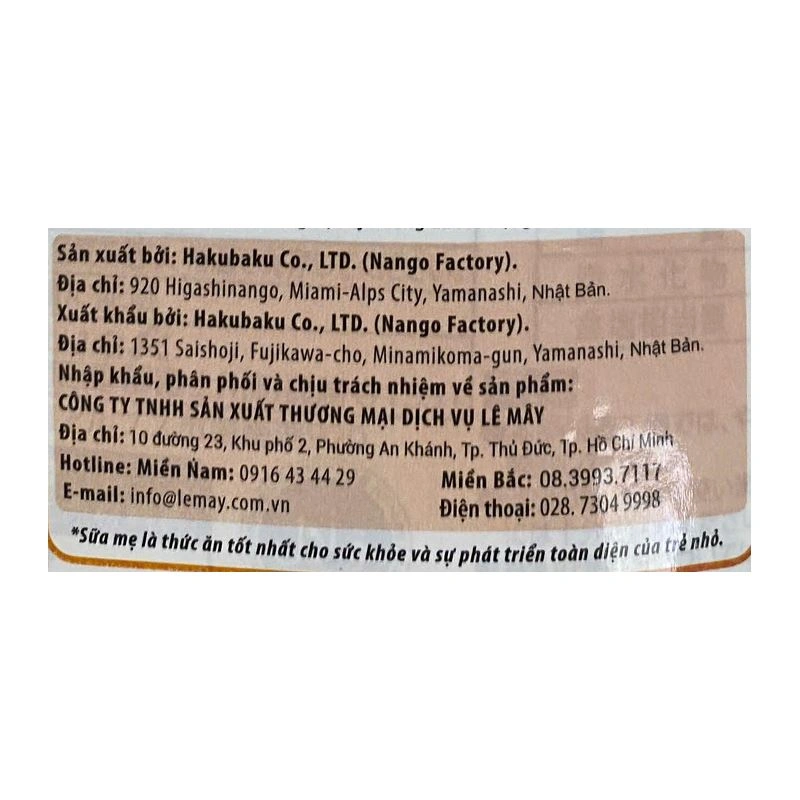 Sản xuất bởi: Hakubaku Co., LTD. (Nango Factory).
Địa chỉ: 920 Higashinango, Miami-Alps City, Yamanashi, Nhật Bản.
Xuất khẩu bởi: Hakubaku Co., LTD. (Nango Factory).
Địa chỉ: 1351 Saishoji, Fujikawa-cho, Minamikoma-gun, Yamanashi, Nhật Bản.
Nhập khẩu, phân phối và chịu trách nhiệm về sản phẩm:
CÔNG TY TNHH SẢN XUẤT THƯƠNG MẠI DỊCH VỤ LÊ MÂY
Địa chỉ: 10 đường 23, Khu phố 2, Phường An Khánh, Tp. Thủ Đức, Tp. Hồ Chí Minh
Hotline: Miền Nam: 0916 43 44 29 Miền Bắc: 08.3993.7117
E-mail: info@lemay.com.vn Điện thoại: 028. 7304 9998
*Sữa mẹ là thức ăn tốt nhất cho sức khỏe và sự phát triển toàn diện của trẻ nhỏ.